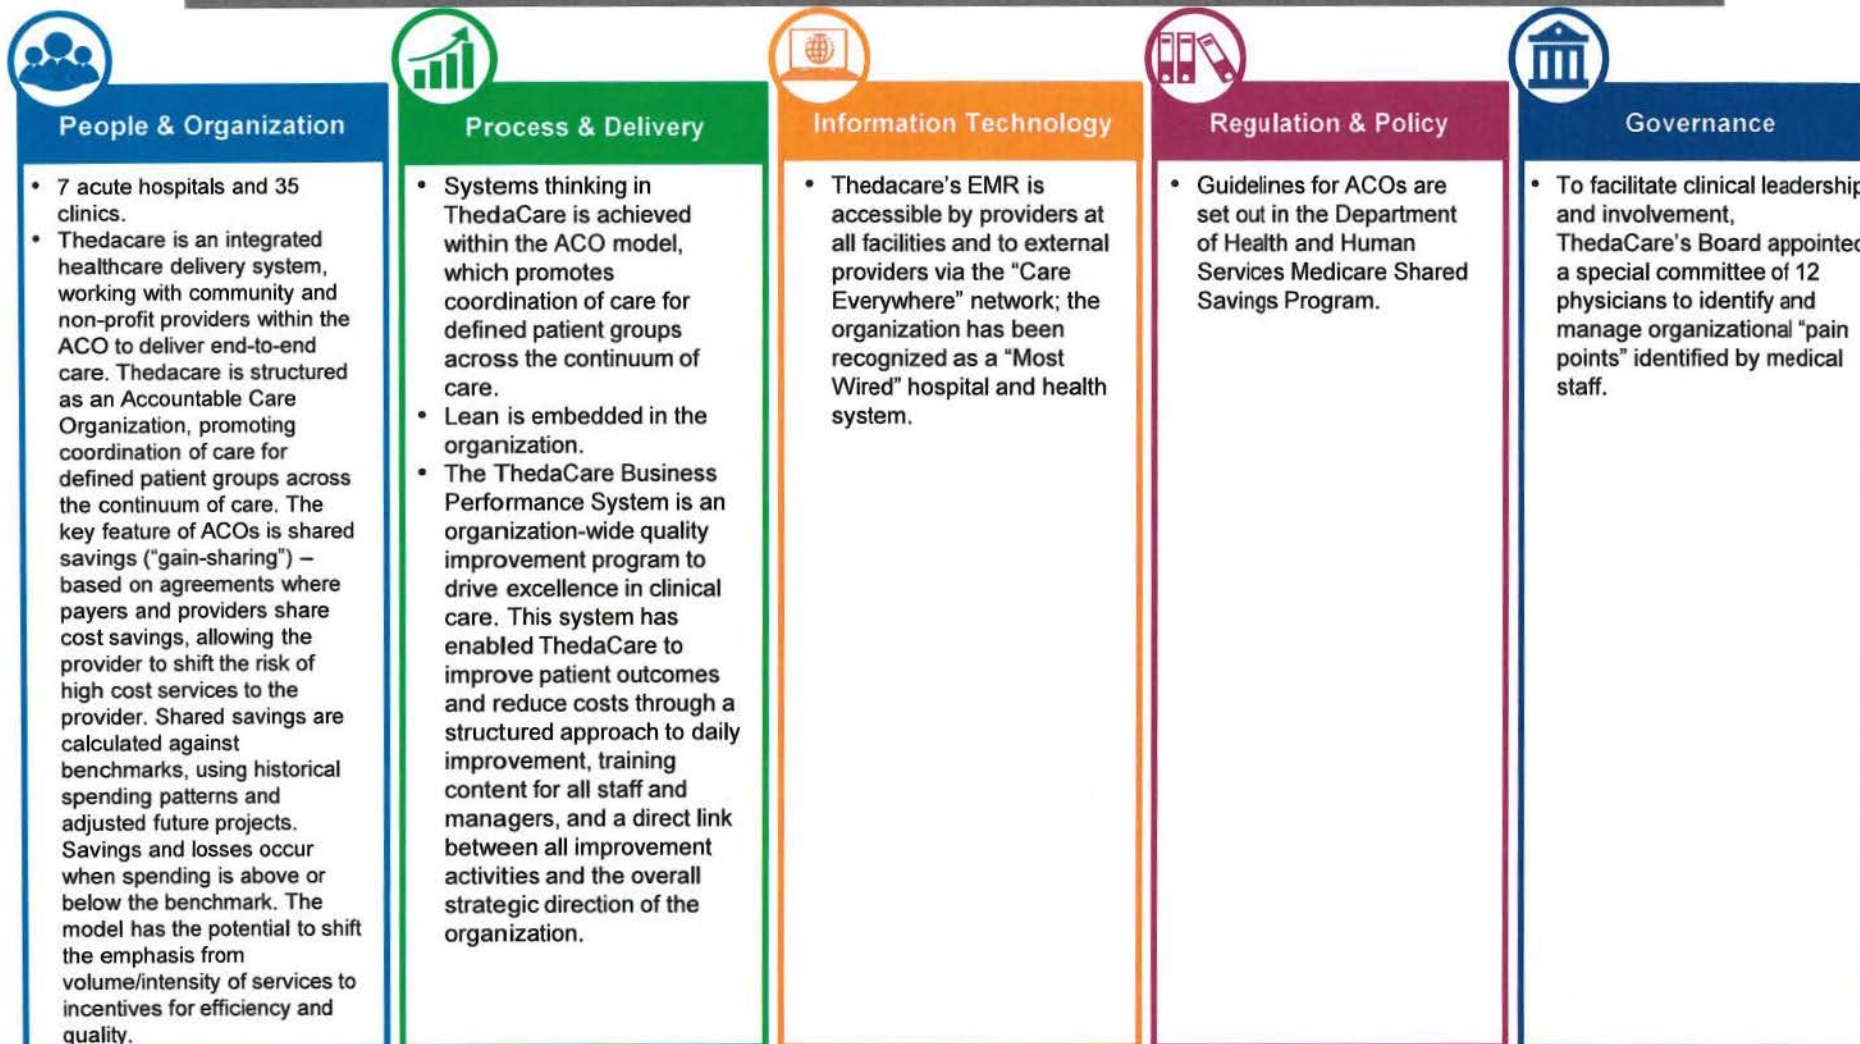 People & Organization
• 7 acute hospitals and 35
clinics.
• Thedacare is an integrated
healthcare delivery system,
working with community and
non-profit providers within the
ACO to deliver end-to-end
care. Thedacare is structured
as an Accountable Care
Organization, promoting
coordination of care for
defined patient groups across
the continuum of care. The
key feature of ACOs is shared
savings (“gain-sharing”) –
based on agreements where
payers and providers share
cost savings, allowing the
provider to shift the risk of
high cost services to the
provider. Shared savings are
calculated against
benchmarks, using historical
spending patterns and
adjusted future projects.
Savings and losses occur
when spending is above or
below the benchmark. The
model has the potential to shift
the emphasis from
volume/intensity of services to
incentives for efficiency and
quality.
Process & Delivery
• Systems thinking in
ThedaCare is achieved
within the ACO model,
which promotes
coordination of care for
defined patient groups
across the continuum of
care.
• Lean is embedded in the
organization.
• The ThedaCare Business
Performance System is an
organization-wide quality
improvement program to
drive excellence in clinical
care. This system has
enabled ThedaCare to
improve patient outcomes
and reduce costs through a
structured approach to daily
improvement, training
content for all staff and
managers, and a direct link
between all improvement
activities and the overall
strategic direction of the
organization.
Information Technology
• Thedacare’s EMR is
accessible by providers at
all facilities and to external
providers via the “Care
Everywhere” network; the
organization has been
recognized as a “Most
Wired” hospital and health
system.
Regulation & Policy
• Guidelines for ACOs are
set out in the Department
of Health and Human
Services Medicare Shared
Savings Program.
Governance
• To facilitate clinical leadership
and involvement,
ThedaCare’s Board appointed
a special committee of 12
physicians to identify and
manage organizational “pain
points” identified by medical
staff.